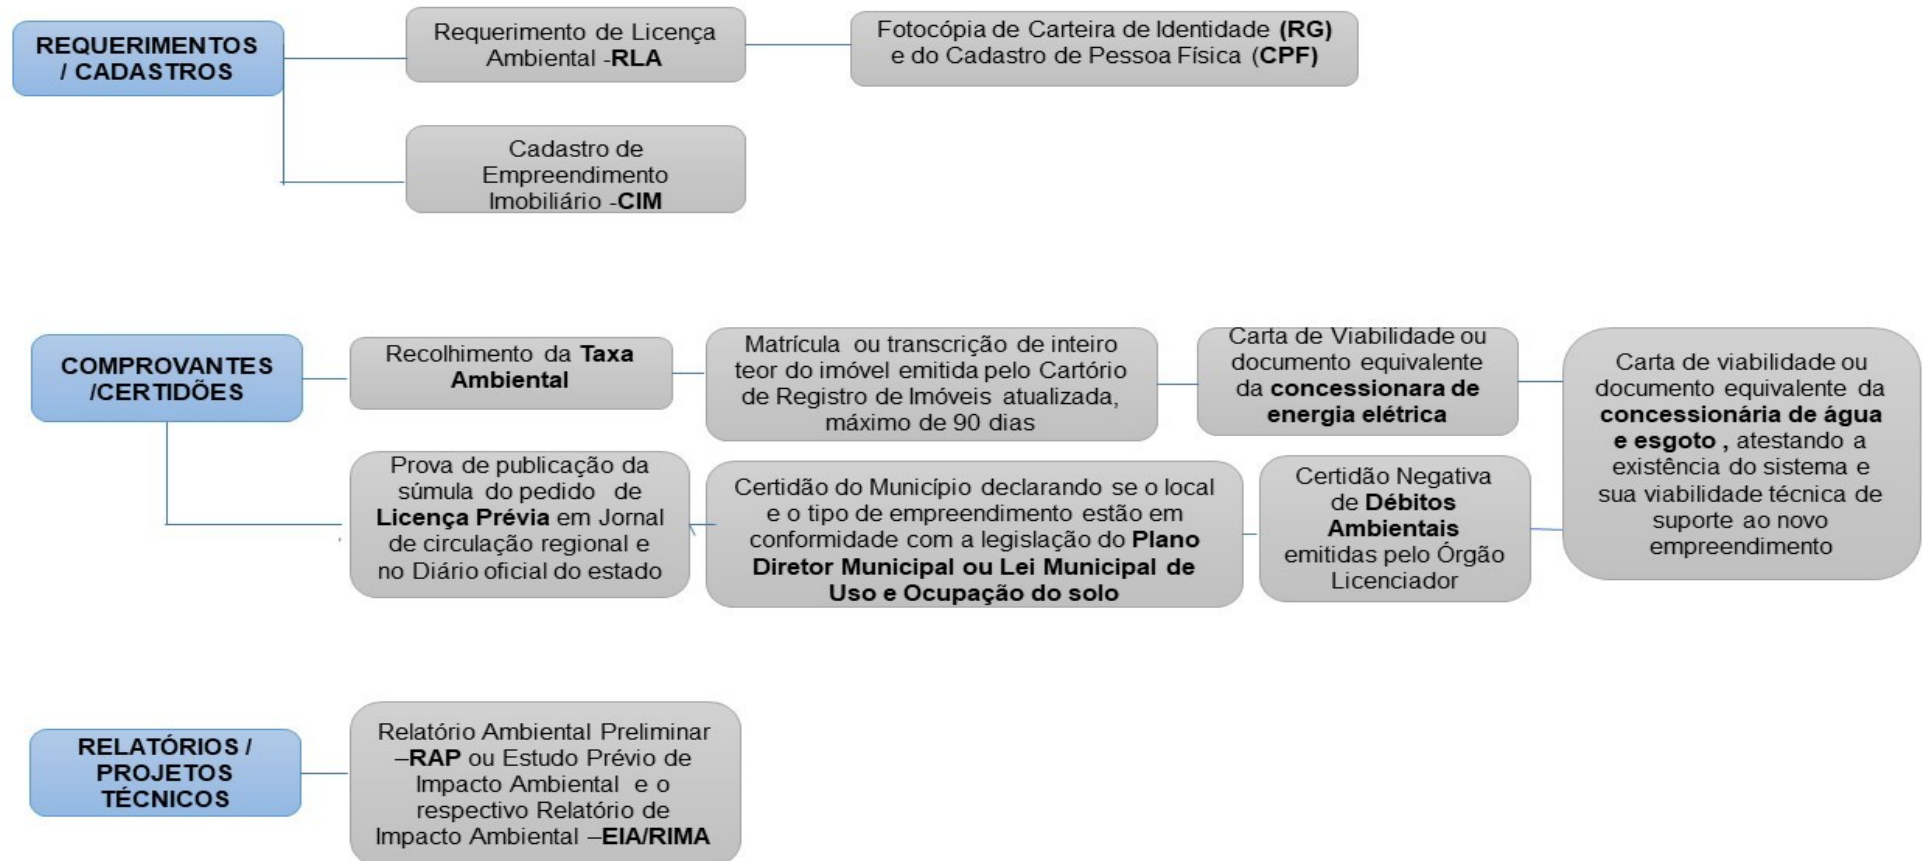 REQUERIMENTOS
/ CADASTROS
Requerimento de Licença
Ambiental -RLA
Fotocópia de Carteira de Identidade (RG)
e do Cadastro de Pessoa Física (CPF)
Cadastro de
Empreendimento
Imobiliário -CIM
COMPROVANTES
/CERTIDÕES
Recolhimento da Taxa
Ambiental
Matrícula ou transcrição de inteiro
teor do imóvel emitida pelo Cartório
de Registro de Imóveis atualizada,
máximo de 90 dias
Carta de Viabilidade ou
documento equivalente
da concessionara de
energia elétrica
Carta de viabilidade ou
documento equivalente da
concessionária de água
e esgoto , atestando a
existência do sistema e
sua viabilidade técnica de
suporte ao novo
empreendimento
Prova de publicação da
súmula do pedido de
Licença Prévia em Jornal
de circulação regional e
no Diário oficial do estado
Certidão do Município declarando se o local
e o tipo de empreendimento estão em
conformidade com a legislação do Plano
Diretor Municipal ou Lei Municipal de
Uso e Ocupação do solo
Certidão Negativa
de Débitos
Ambientais
emitidas pelo Órgão
Licenciador
RELATÓRIOS /
PROJETOS
TÉCNICOS
Relatório Ambiental Preliminar
–RAP ou Estudo Prévio de
Impacto Ambiental e o
respectivo Relatório de
Impacto Ambiental –EIA/RIMA